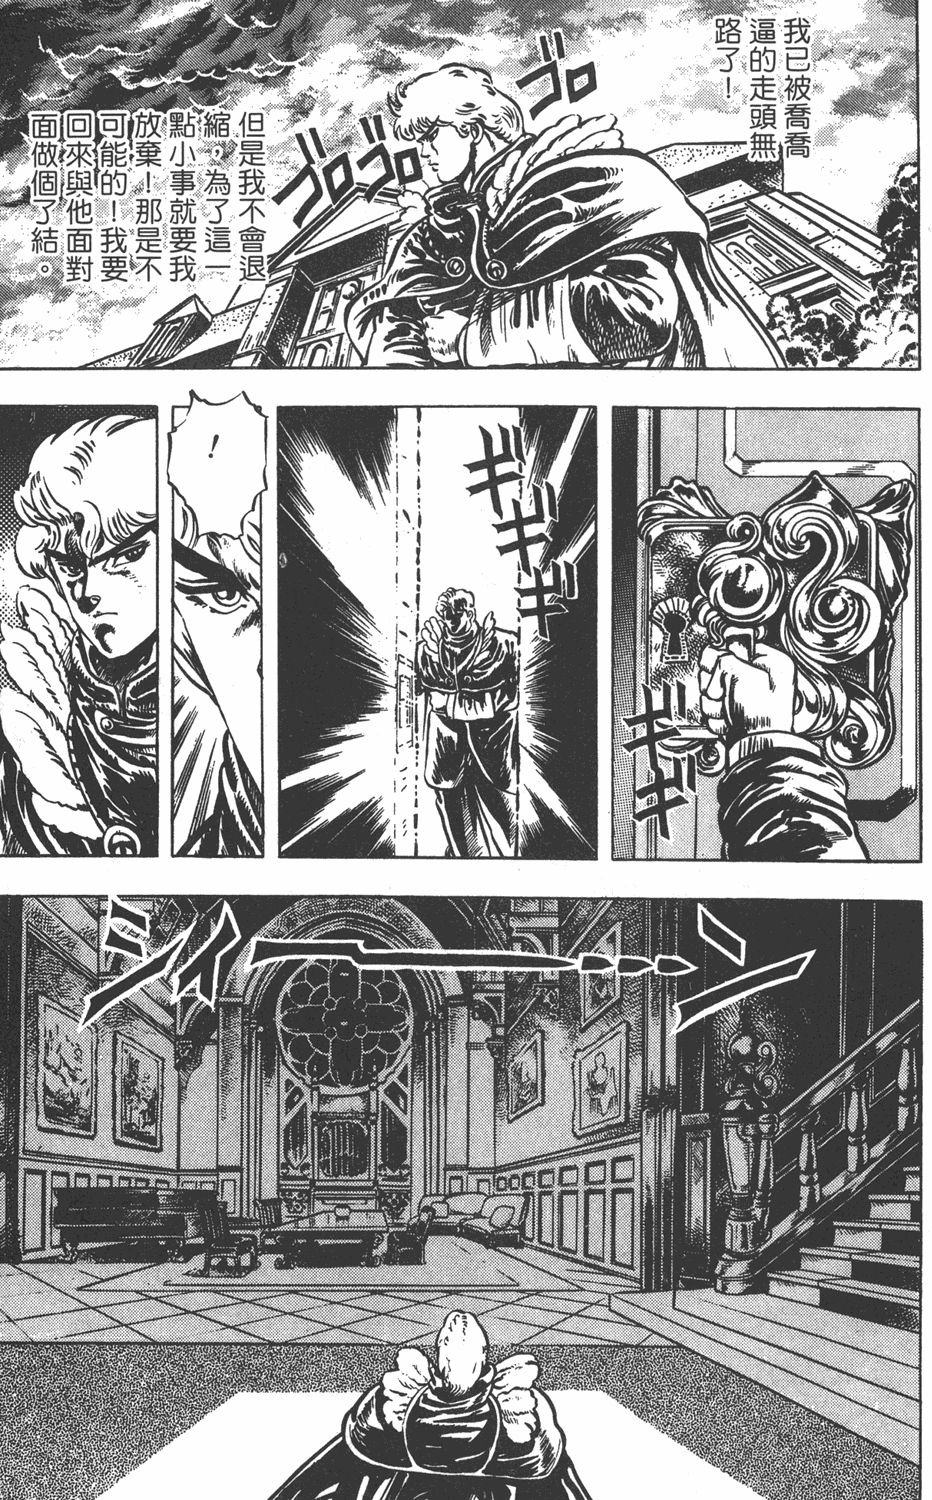 我已被喬喬
逼的走頭無
路了！
ゴロ
ゴロゴロ
但是我不會退
縮，為了這一
點小事就要我
放棄！那是不
可能的！我要
回來與他面對
面做個了結。
ギギ
ギギギ
！
シィーーン